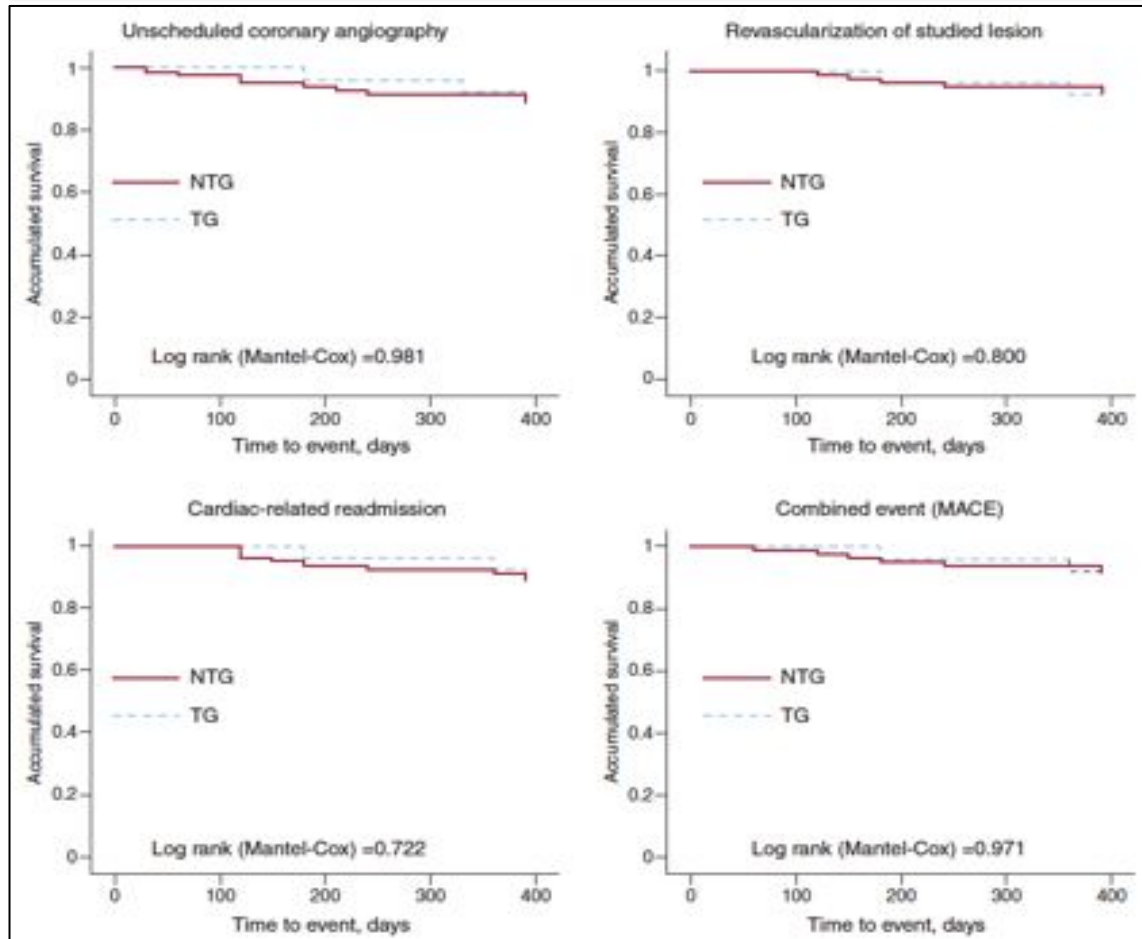 Unscheduled coronary angiography
1
0.8
0.6
0.4
0.2
0
Accumulated survival
NTG
TG
Log rank (Mantel-Cox) =0.981
0 100 200 300 400
Time to event, days
Revascularization of studied lesion
1
0.8
0.6
0.4
0.2
0
Accumulated survival
NTG
TG
Log rank (Mantel-Cox) =0.800
0 100 200 300 400
Time to event, days
Cardiac-related readmission
1
0.8
0.6
0.4
0.2
0
Accumulated survival
NTG
TG
Log rank (Mantel-Cox) =0.722
0 100 200 300 400
Time to event, days
Combined event (MACE)
1
0.8
0.6
0.4
0.2
0
Accumulated survival
NTG
TG
Log rank (Mantel-Cox) =0.971
0 100 200 300 400
Time to event, days